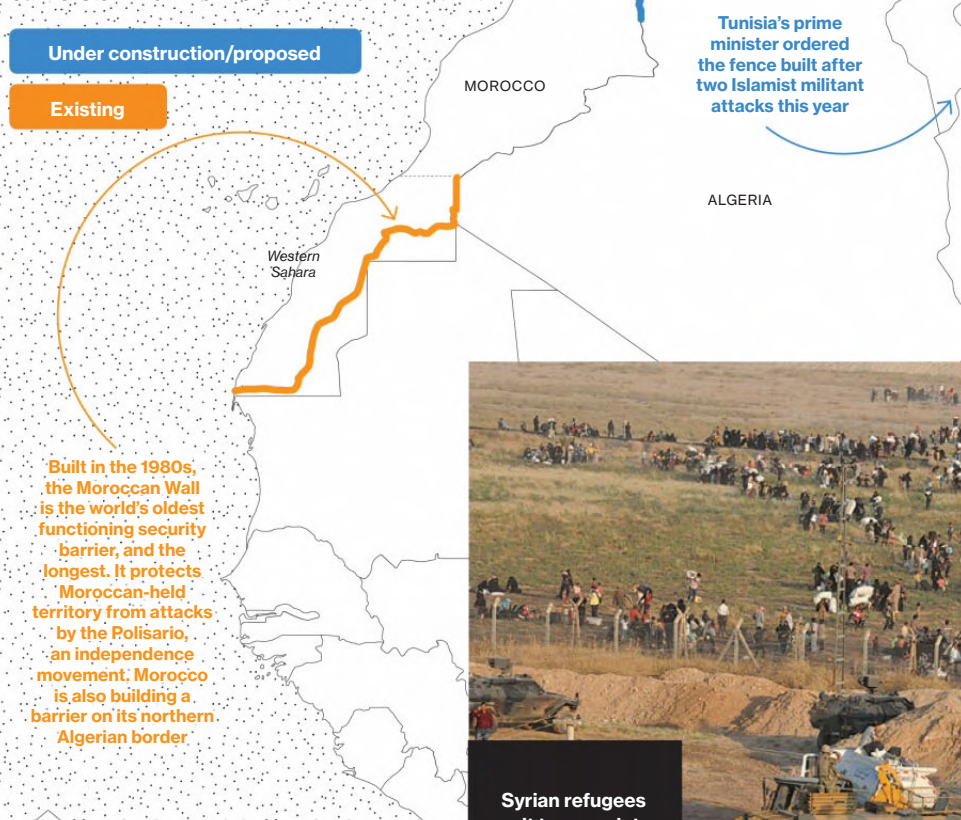 Under construction/proposed
Existing
MOROCCO
Tunisia's prime
minister ordered
the fence built after
two Islamist militant
attacks this year
ALGERIA
Western
Sahara
Built in the 1980s,
the Moroccan Wall
is the world's oldest
functioning security
barrier, and the
longest. It protects
Moroccan-held
territory from attacks
by the Polisario,
an independence
movement. Morocco
is also building a
barrier on its northern
Algerian border
Syrian refugees